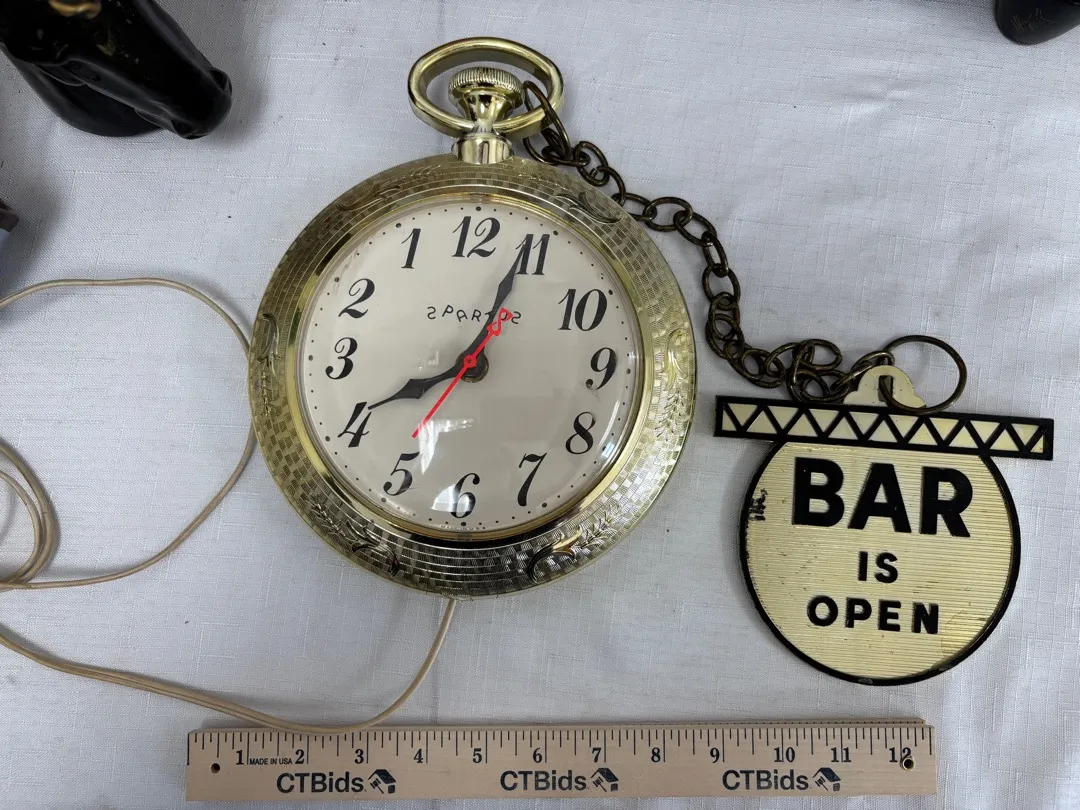 12
1 11
2 10
SPARTUS
3 9
4 8
5 7
6
BAR
IS
OPEN
1 2 3 4 5 6 7 8 9 10 11 12
MADE IN USA
CTBids CTBids CTBids